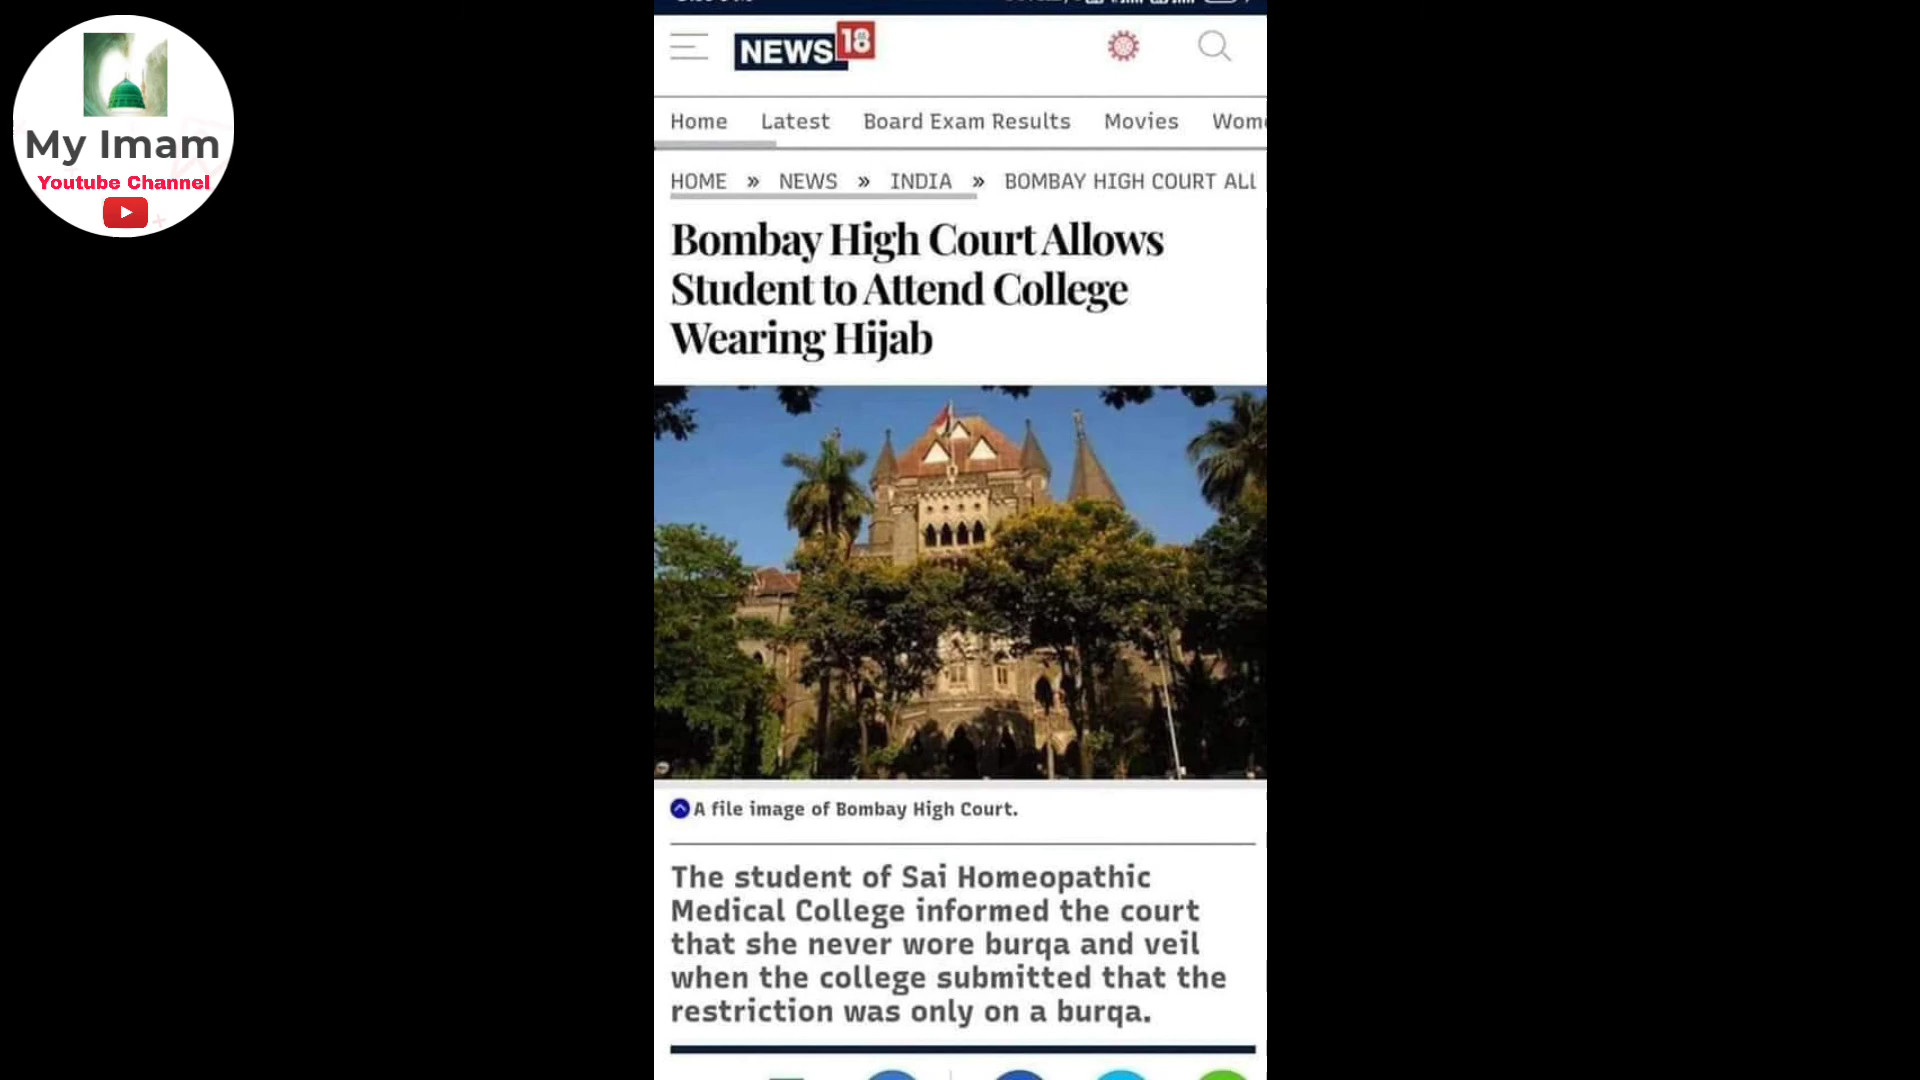 My Imam
Youtube Channel
NEWS 18
Home Latest Board Exam Results Movies
HOME » NEWS » INDIA » BOMBAY HIGH COURT ALL
Bombay High Court Allows
Student to Attend College
Wearing Hijab
A file image of Bombay High Court.
The student of Sai Homeopathic
Medical College informed the court
that she never wore burqa and veil
when the college submitted that the
restriction was only on a burqa.